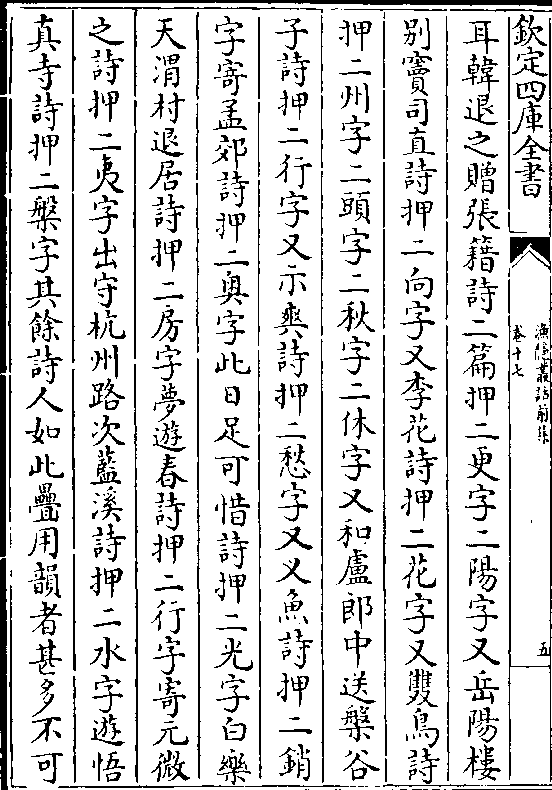 欽定四庫全書
漁隱叢話前集
卷十七
五
耳韓退之贈張籍詩二篇押二更字二陽字又岳陽樓
别竇司直詩押二向字又李花詩押二花字又雙鳥詩
押二州字二頭字二秋字二休字又和盧郎中送盤谷
子詩押二行字又示爽詩押二愁字又义魚詩押二銷
字寄孟郊詩押二奥字此日足可惜詩押二光字白樂
天渭村退居詩押二房字夢遊春詩押二行字寄元微
之詩押二夷字出守杭州路次藍溪詩押二水字遊悟
真寺詩押二槃字其餘詩人如此疊用韻者甚多不可